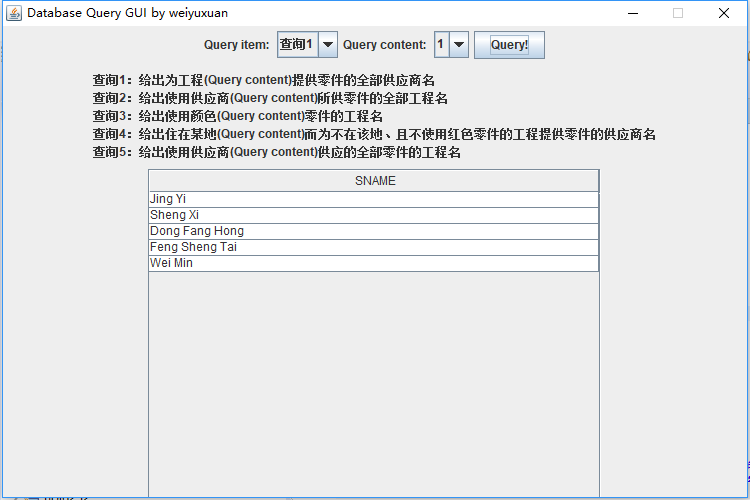 Database Query GUI by weiyuxuan
Query item: 查询1 Query content: 1 Query!
查询1：给出为工程(Query content)提供零件的全部供应商名
查询2：给出使用供应商(Query content)所供零件的全部工程名
查询3：给出使用颜色(Query content)零件的工程名
查询4：给出住在某地(Query content)而为不在该地、且不使用红色零件的工程提供零件的供应商名
查询5：给出使用供应商(Query content)供应的全部零件的工程名
SNAME
Jing Yi
Sheng Xi
Dong Fang Hong
Feng Sheng Tai
Wei Min